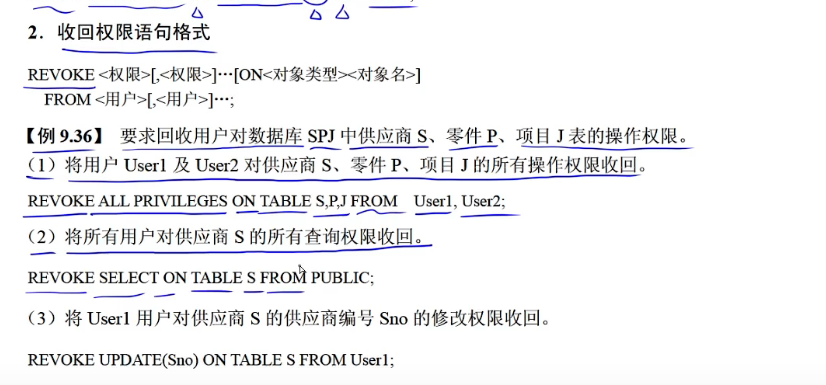 2．收回权限语句格式
REVOKE <权限>[,<权限>]…[ON<对象类型><对象名>]
FROM <用户>[,<用户>]…;
【例 9.36】 要求回收用户对数据库 SPJ 中供应商 S、零件 P、项目 J 表的操作权限。
（1）将用户 User1 及 User2 对供应商 S、零件 P、项目 J 的所有操作权限收回。
REVOKE ALL PRIVILEGES ON TABLE S,P,J FROM User1, User2;
（2）将所有用户对供应商 S 的所有查询权限收回。
REVOKE SELECT ON TABLE S FROM PUBLIC;
（3）将 User1 用户对供应商 S 的供应商编号 Sno 的修改权限收回。
REVOKE UPDATE(Sno) ON TABLE S FROM User1;